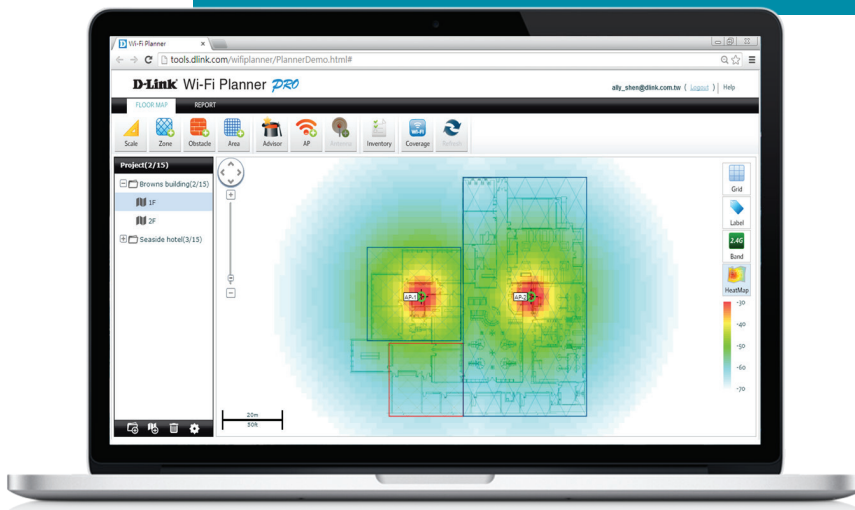 Wi-Fi Planner
tools.dlink.com/wifiplanner/PlannerDemo.html#
D-Link Wi-Fi Planner PRO
ally_shen@dlink.com.tw ( Logout ) | Help
FLOOR MAP REPORT
Scale Zone Obstacle Area Advisor AP Antenna Inventory Coverage Refresh
Project(2/15)
Browns building(2/15)
1F
2F
Seaside hotel(3/15)
AP-1
AP-2
Grid
Label
2.4G
Band
HeatMap
-30
-40
-50
-60
-70
20m
50ft